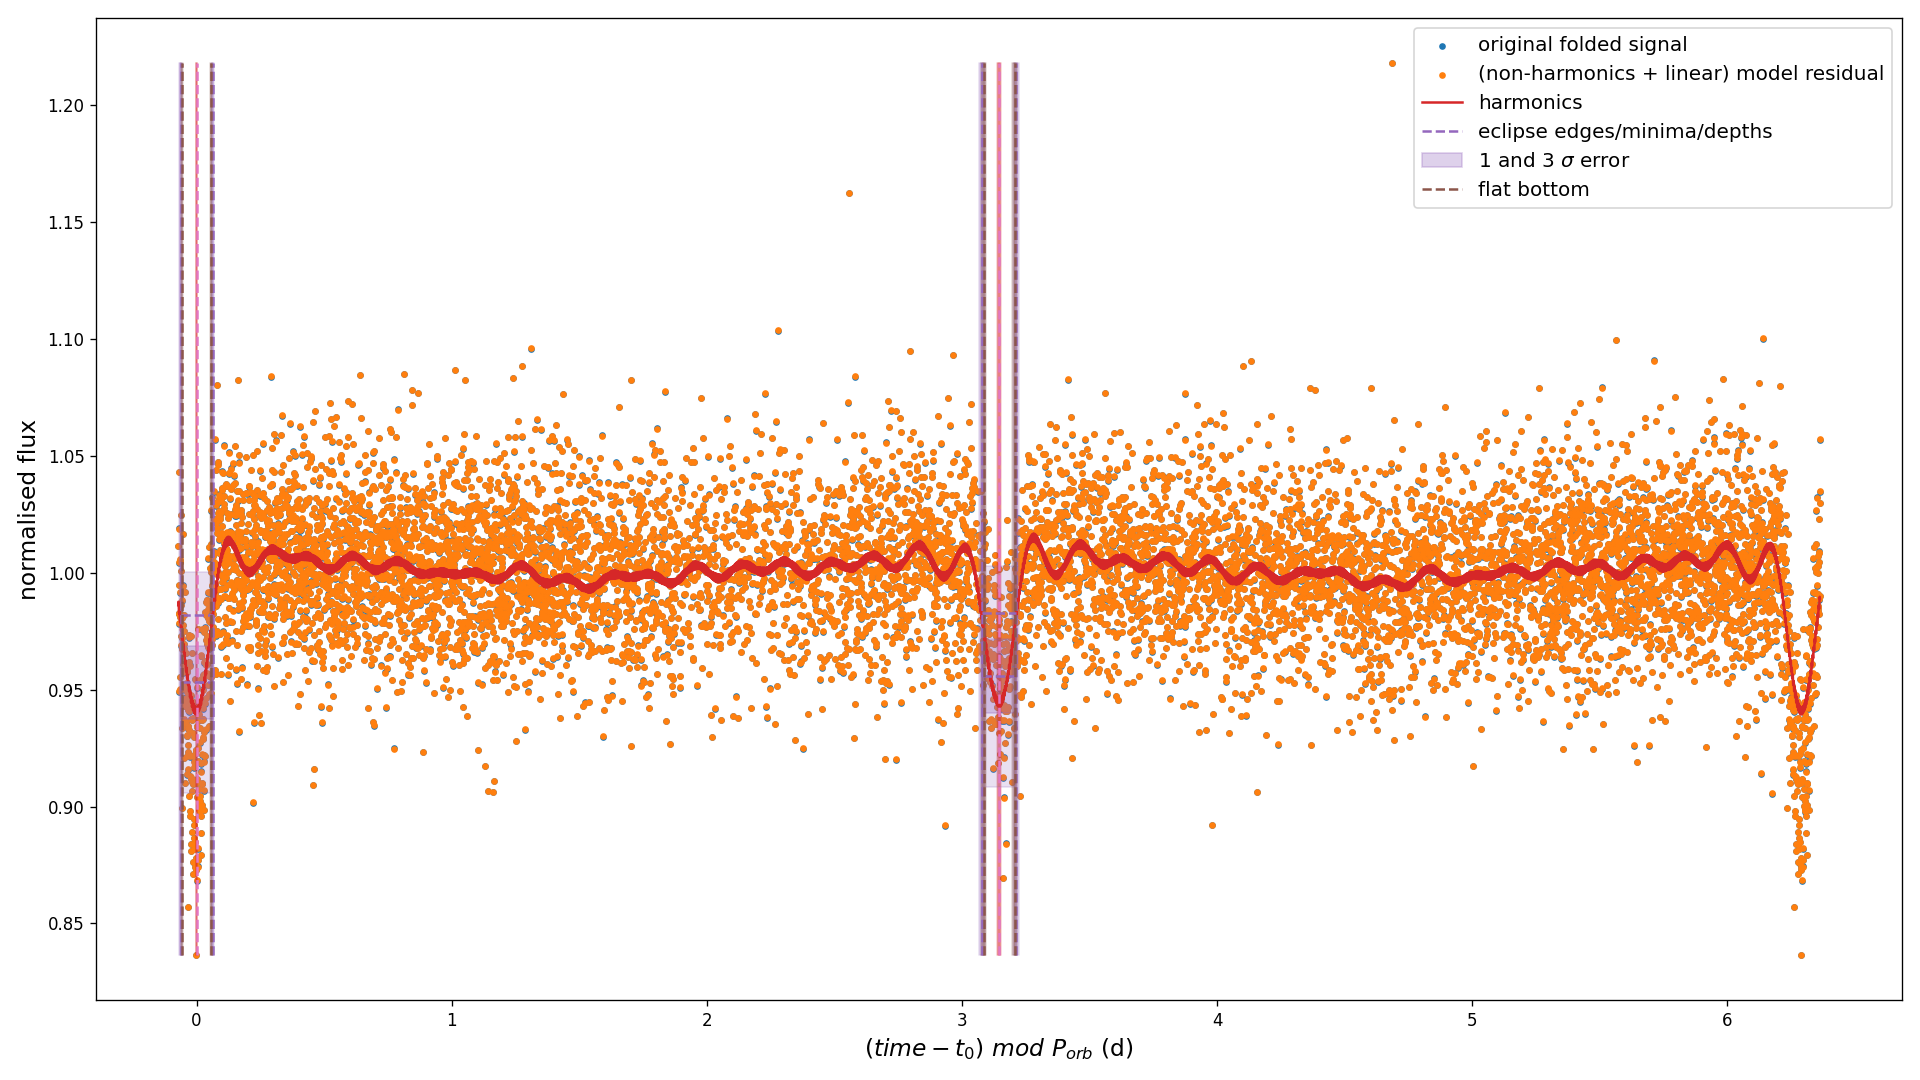 original folded signal
(non-harmonics + linear) model residual
harmonics
eclipse edges/minima/depths
1 and 3 σ error
flat bottom
normalised flux
1.20
1.15
1.10
1.05
1.00
0.95
0.90
0.85
0 1 2 3 4 5 6
(time − t₀) mod Pₒᵣb (d)